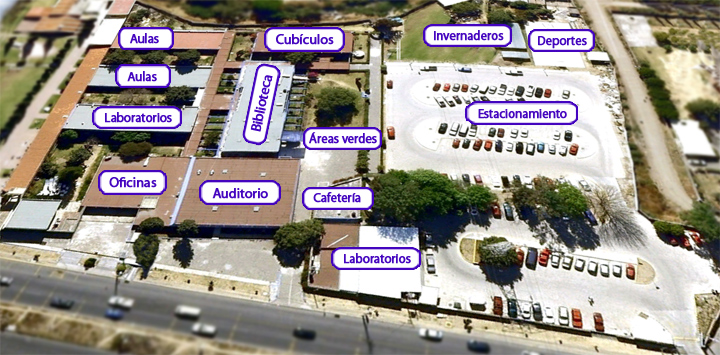 Aulas
Cubículos
Invernaderos
Deportes
Aulas
Biblioteca
Laboratorios
Estacionamiento
Áreas verdes
Oficinas
Auditorio
Cafetería
Laboratorios